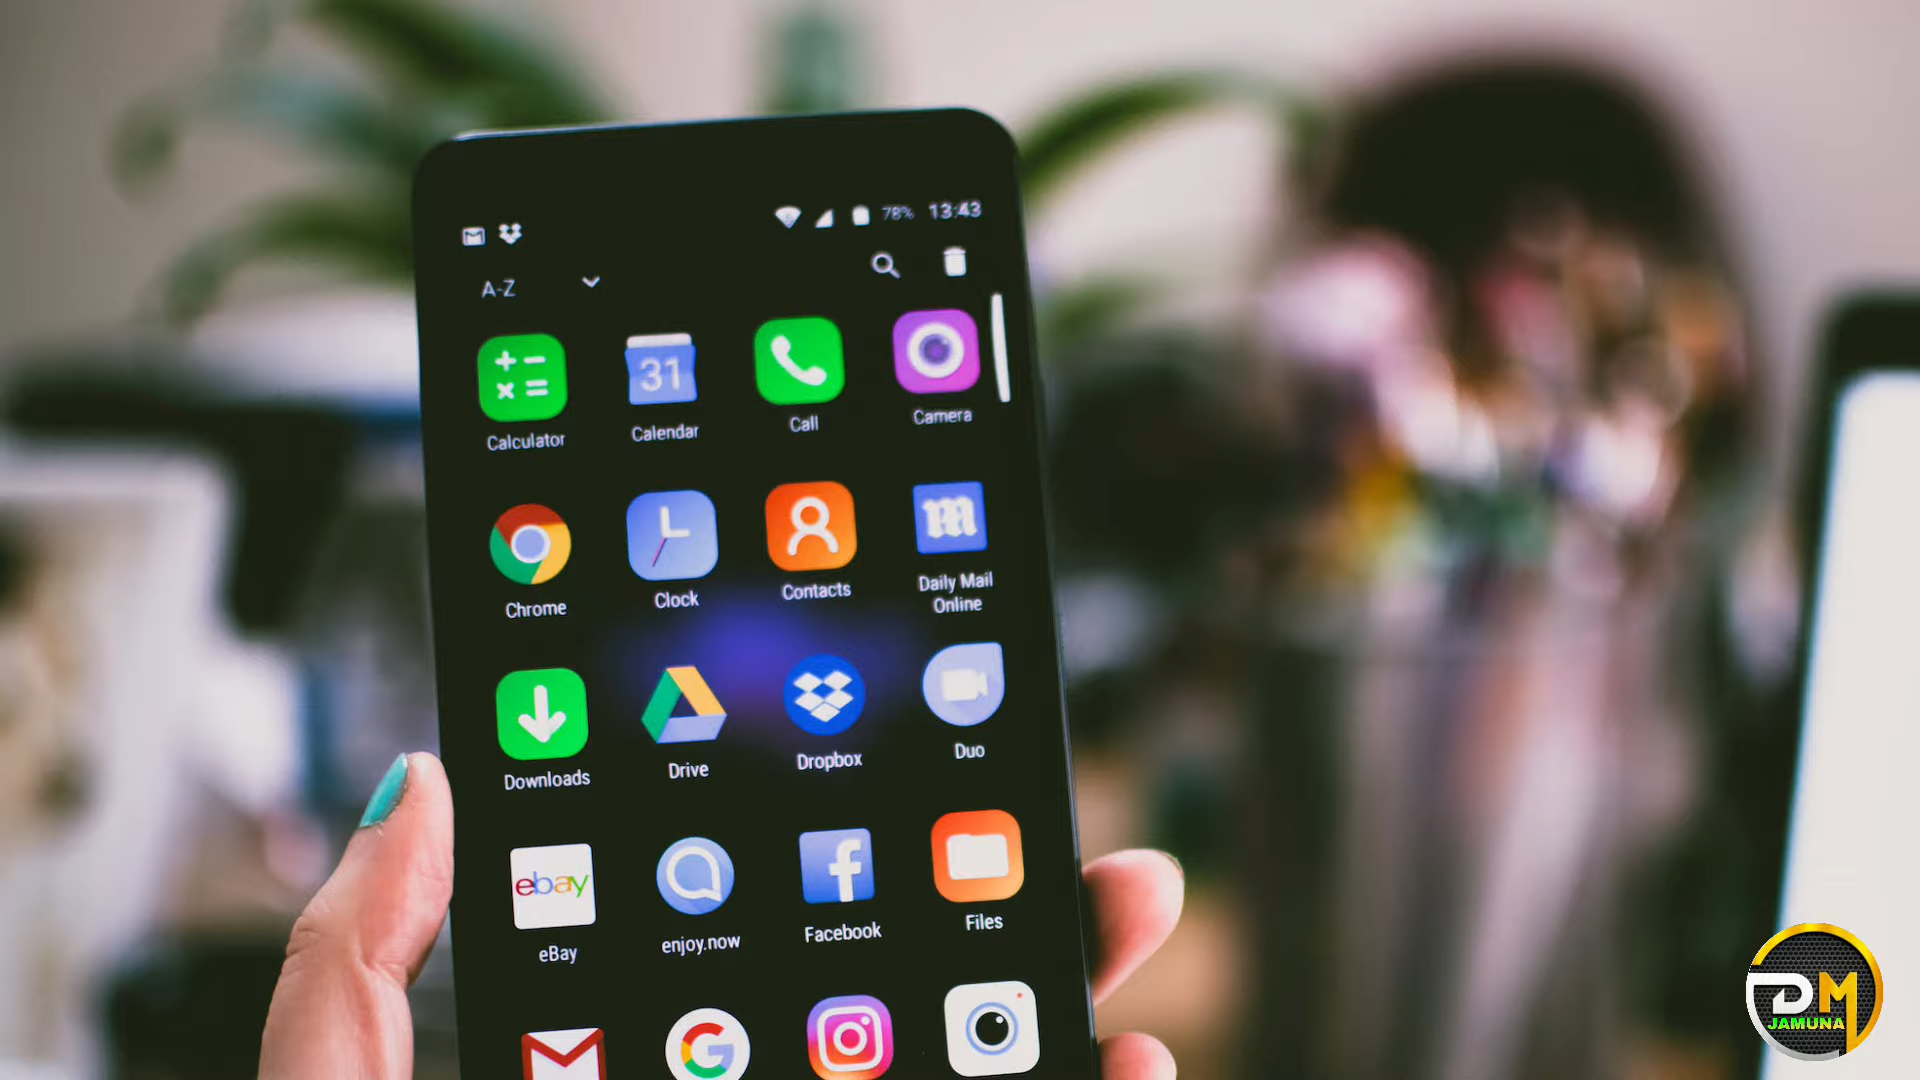 78% 13:43
A-Z
31
Calculator Calendar Call Camera
m
Chrome Clock Contacts Daily Mail
Online
Downloads Drive Dropbox Duo
ebay
f
eBay enjoy.now Facebook Files
G
DM
JAMUNA